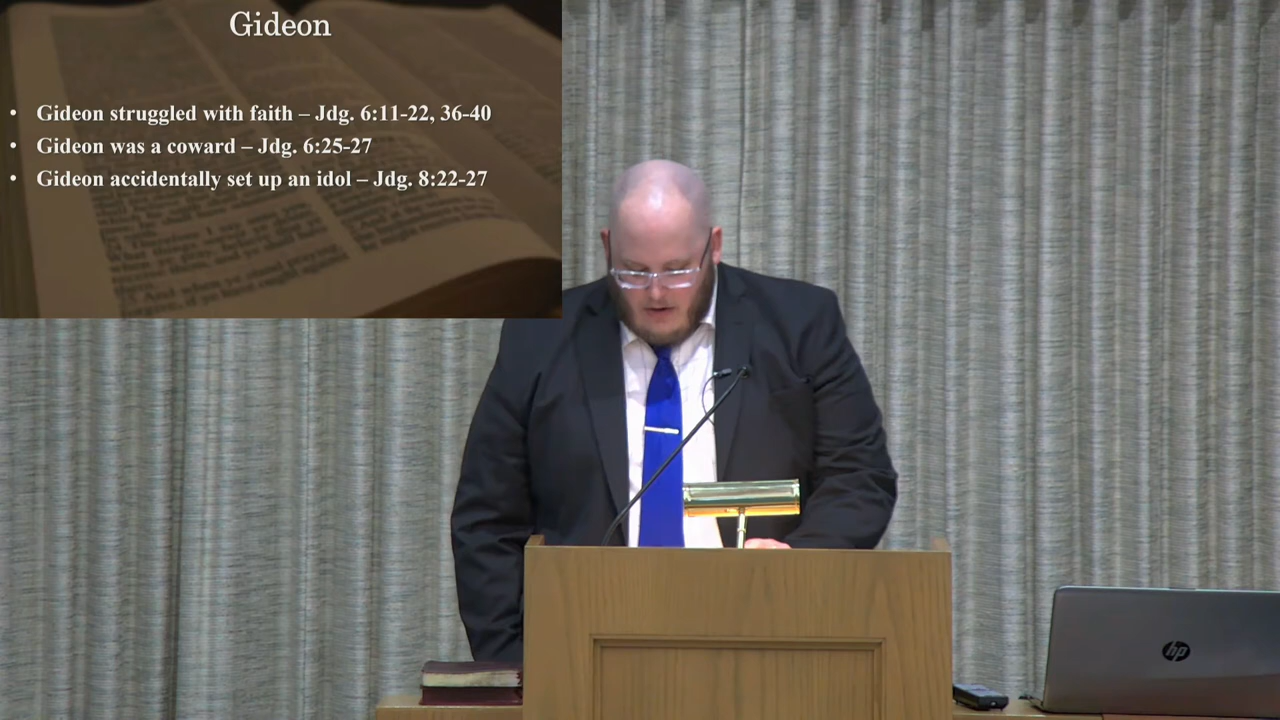 Gideon
• Gideon struggled with faith – Jdg. 6:11-22, 36-40
• Gideon was a coward – Jdg. 6:25-27
• Gideon accidentally set up an idol – Jdg. 8:22-27
hp